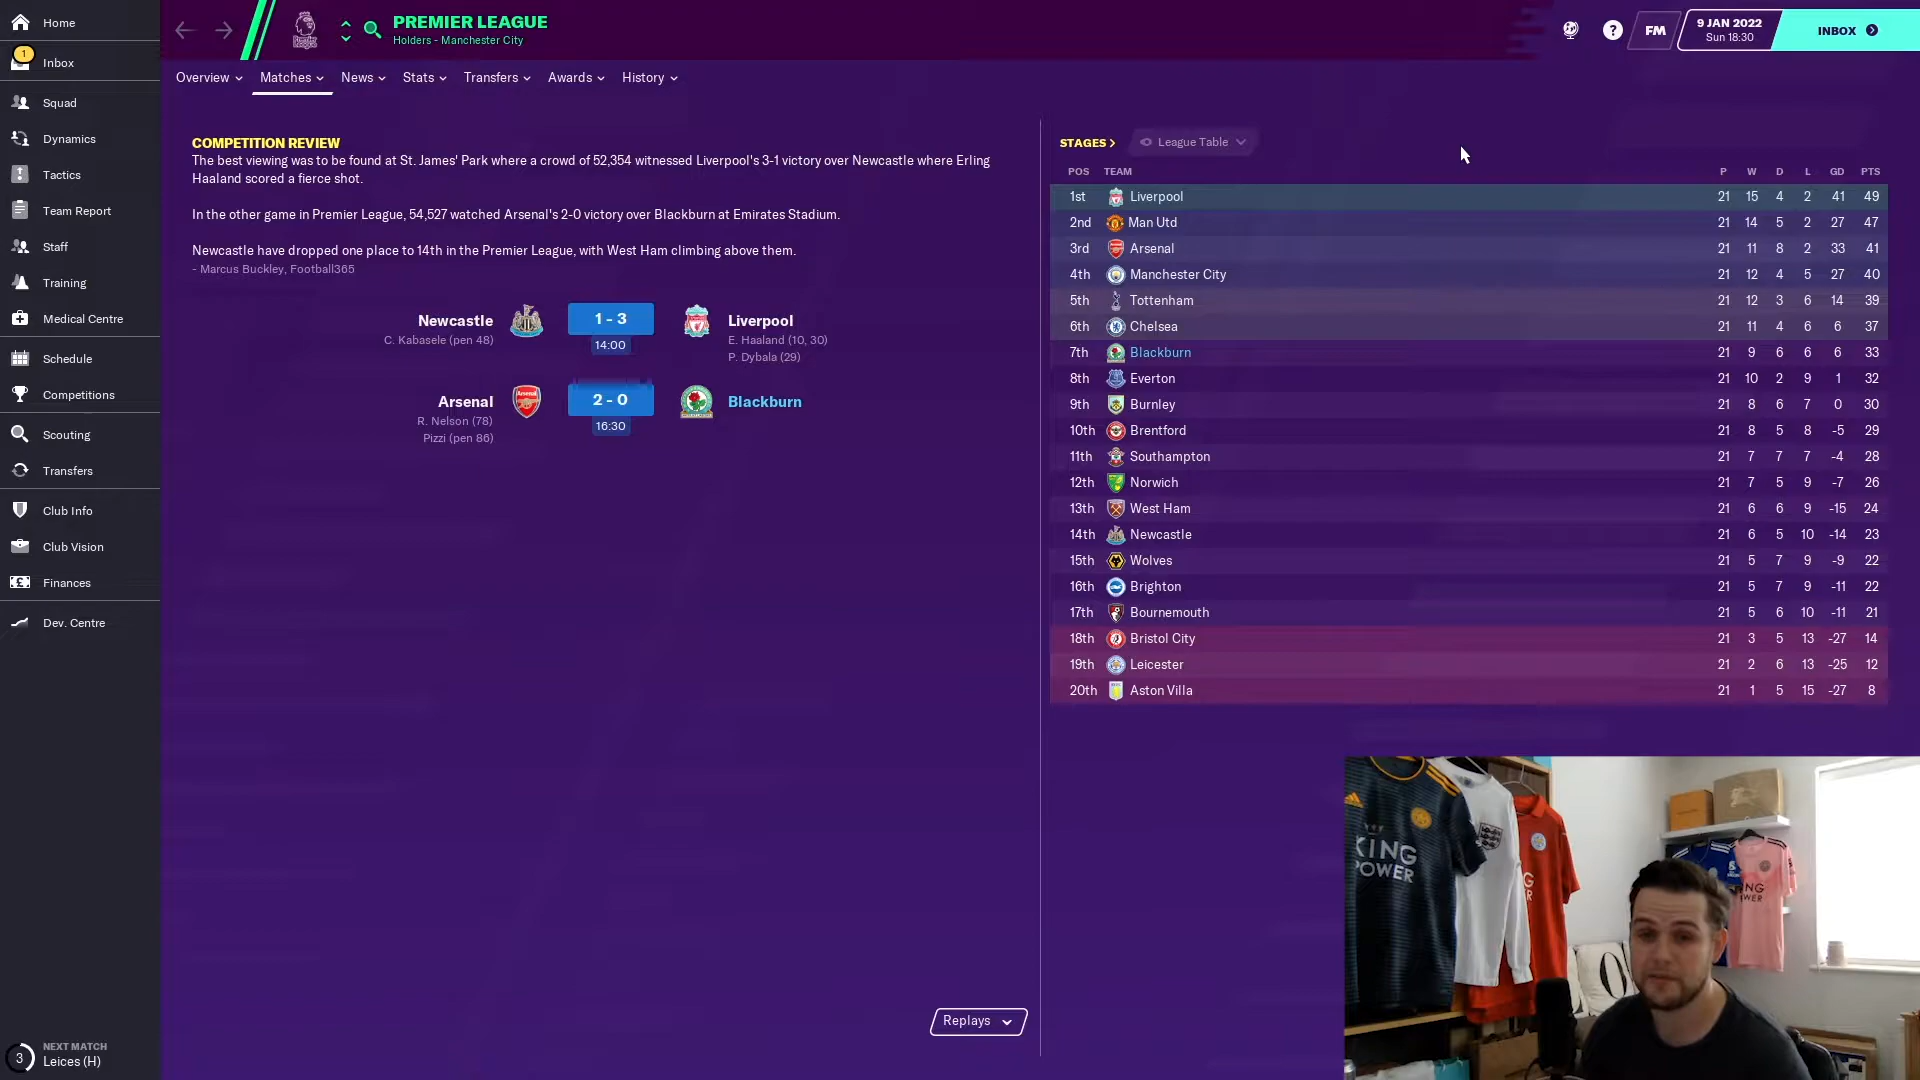 Home
Inbox
1
Squad
Dynamics
Tactics
Team Report
Staff
Training
Medical Centre
Schedule
Competitions
Scouting
Transfers
Club Info
Club Vision
Finances
Dev. Centre
3
NEXT MATCH
Leices (H)
PREMIER LEAGUE
Holders - Manchester City
?
FM
9 JAN 2022
Sun 18:30
INBOX
Overview Matches News Stats Transfers Awards History
COMPETITION REVIEW
The best viewing was to be found at St. James' Park where a crowd of 52,354 witnessed Liverpool's 3-1 victory over Newcastle where Erling
Haaland scored a fierce shot.
In the other game in Premier League, 54,527 watched Arsenal's 2-0 victory over Blackburn at Emirates Stadium.
Newcastle have dropped one place to 14th in the Premier League, with West Ham climbing above them.
- Marcus Buckley, Football365
Newcastle 1 - 3 Liverpool
C. Kabasele (pen 48) 14:00 E. Haaland (10, 30)
P. Dybala (29)
Arsenal 2 - 0 Blackburn
R. Nelson (78) 16:30
Pizzi (pen 86)
Replays
STAGES > League Table
POS TEAM P W D L GD PTS
1st Liverpool 21 15 4 2 41 49
2nd Man Utd 21 14 5 2 27 47
3rd Arsenal 21 11 8 2 33 41
4th Manchester City 21 12 4 5 27 40
5th Tottenham 21 12 3 6 14 39
6th Chelsea 21 11 4 6 6 37
7th Blackburn 21 9 6 6 6 33
8th Everton 21 10 2 9 1 32
9th Burnley 21 8 6 7 0 30
10th Brentford 21 8 5 8 -5 29
11th Southampton 21 7 7 7 -4 28
12th Norwich 21 7 5 9 -7 26
13th West Ham 21 6 6 9 -15 24
14th Newcastle 21 6 5 10 -14 23
15th Wolves 21 5 7 9 -9 22
16th Brighton 21 5 7 9 -11 22
17th Bournemouth 21 5 6 10 -11 21
18th Bristol City 21 3 5 13 -27 14
19th Leicester 21 2 6 13 -25 12
20th Aston Villa 21 1 5 15 -27 8
KING
POWER